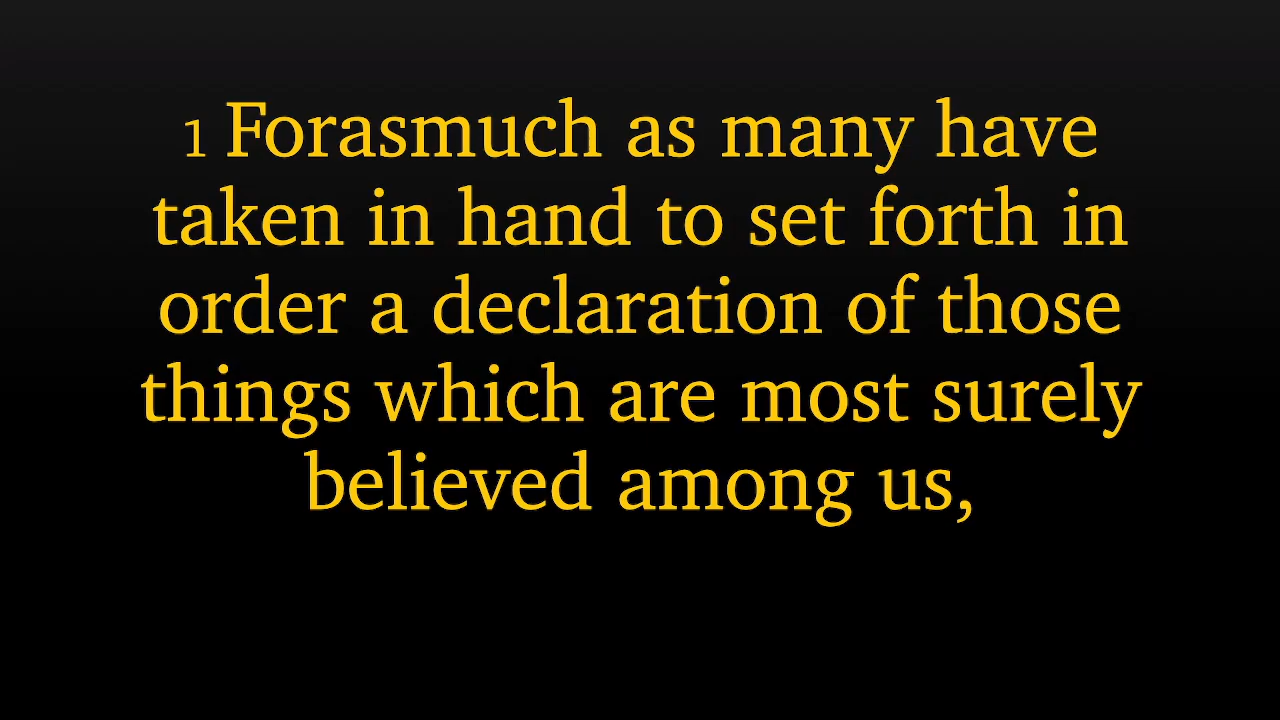 1 Forasmuch as many have
taken in hand to set forth in
order a declaration of those
things which are most surely
believed among us,